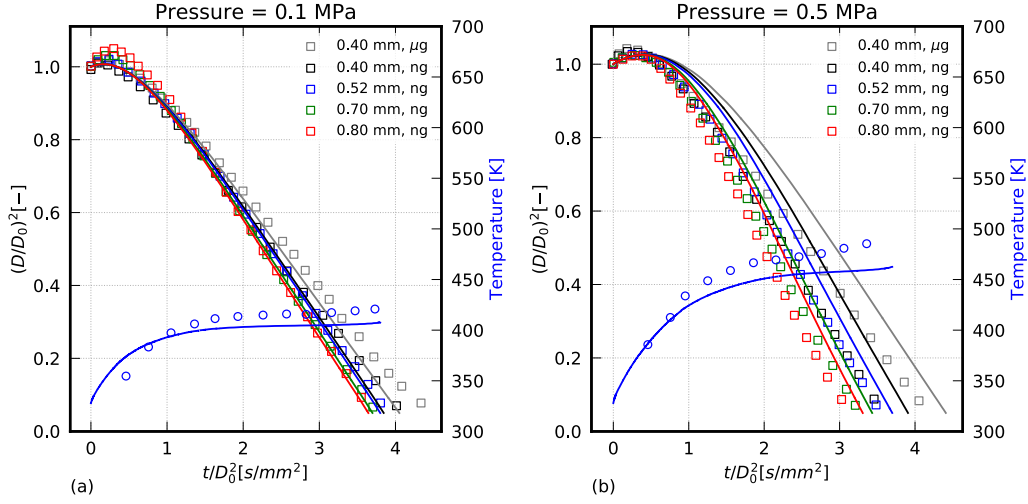 Pressure = 0.1 MPa
1.0
0.8
0.6
0.4
0.2
0.0
(D/D₀)²[−]
0 1 2 3 4
t/D₀²[s/mm²]
700
650
600
550
500
450
400
350
300
Temperature [K]
0.40 mm, μg
0.40 mm, ng
0.52 mm, ng
0.70 mm, ng
0.80 mm, ng
(a)
Pressure = 0.5 MPa
1.0
0.8
0.6
0.4
0.2
0.0
(D/D₀)²[−]
0 1 2 3 4
t/D₀²[s/mm²]
700
650
600
550
500
450
400
350
300
Temperature [K]
0.40 mm, μg
0.40 mm, ng
0.52 mm, ng
0.70 mm, ng
0.80 mm, ng
(b)